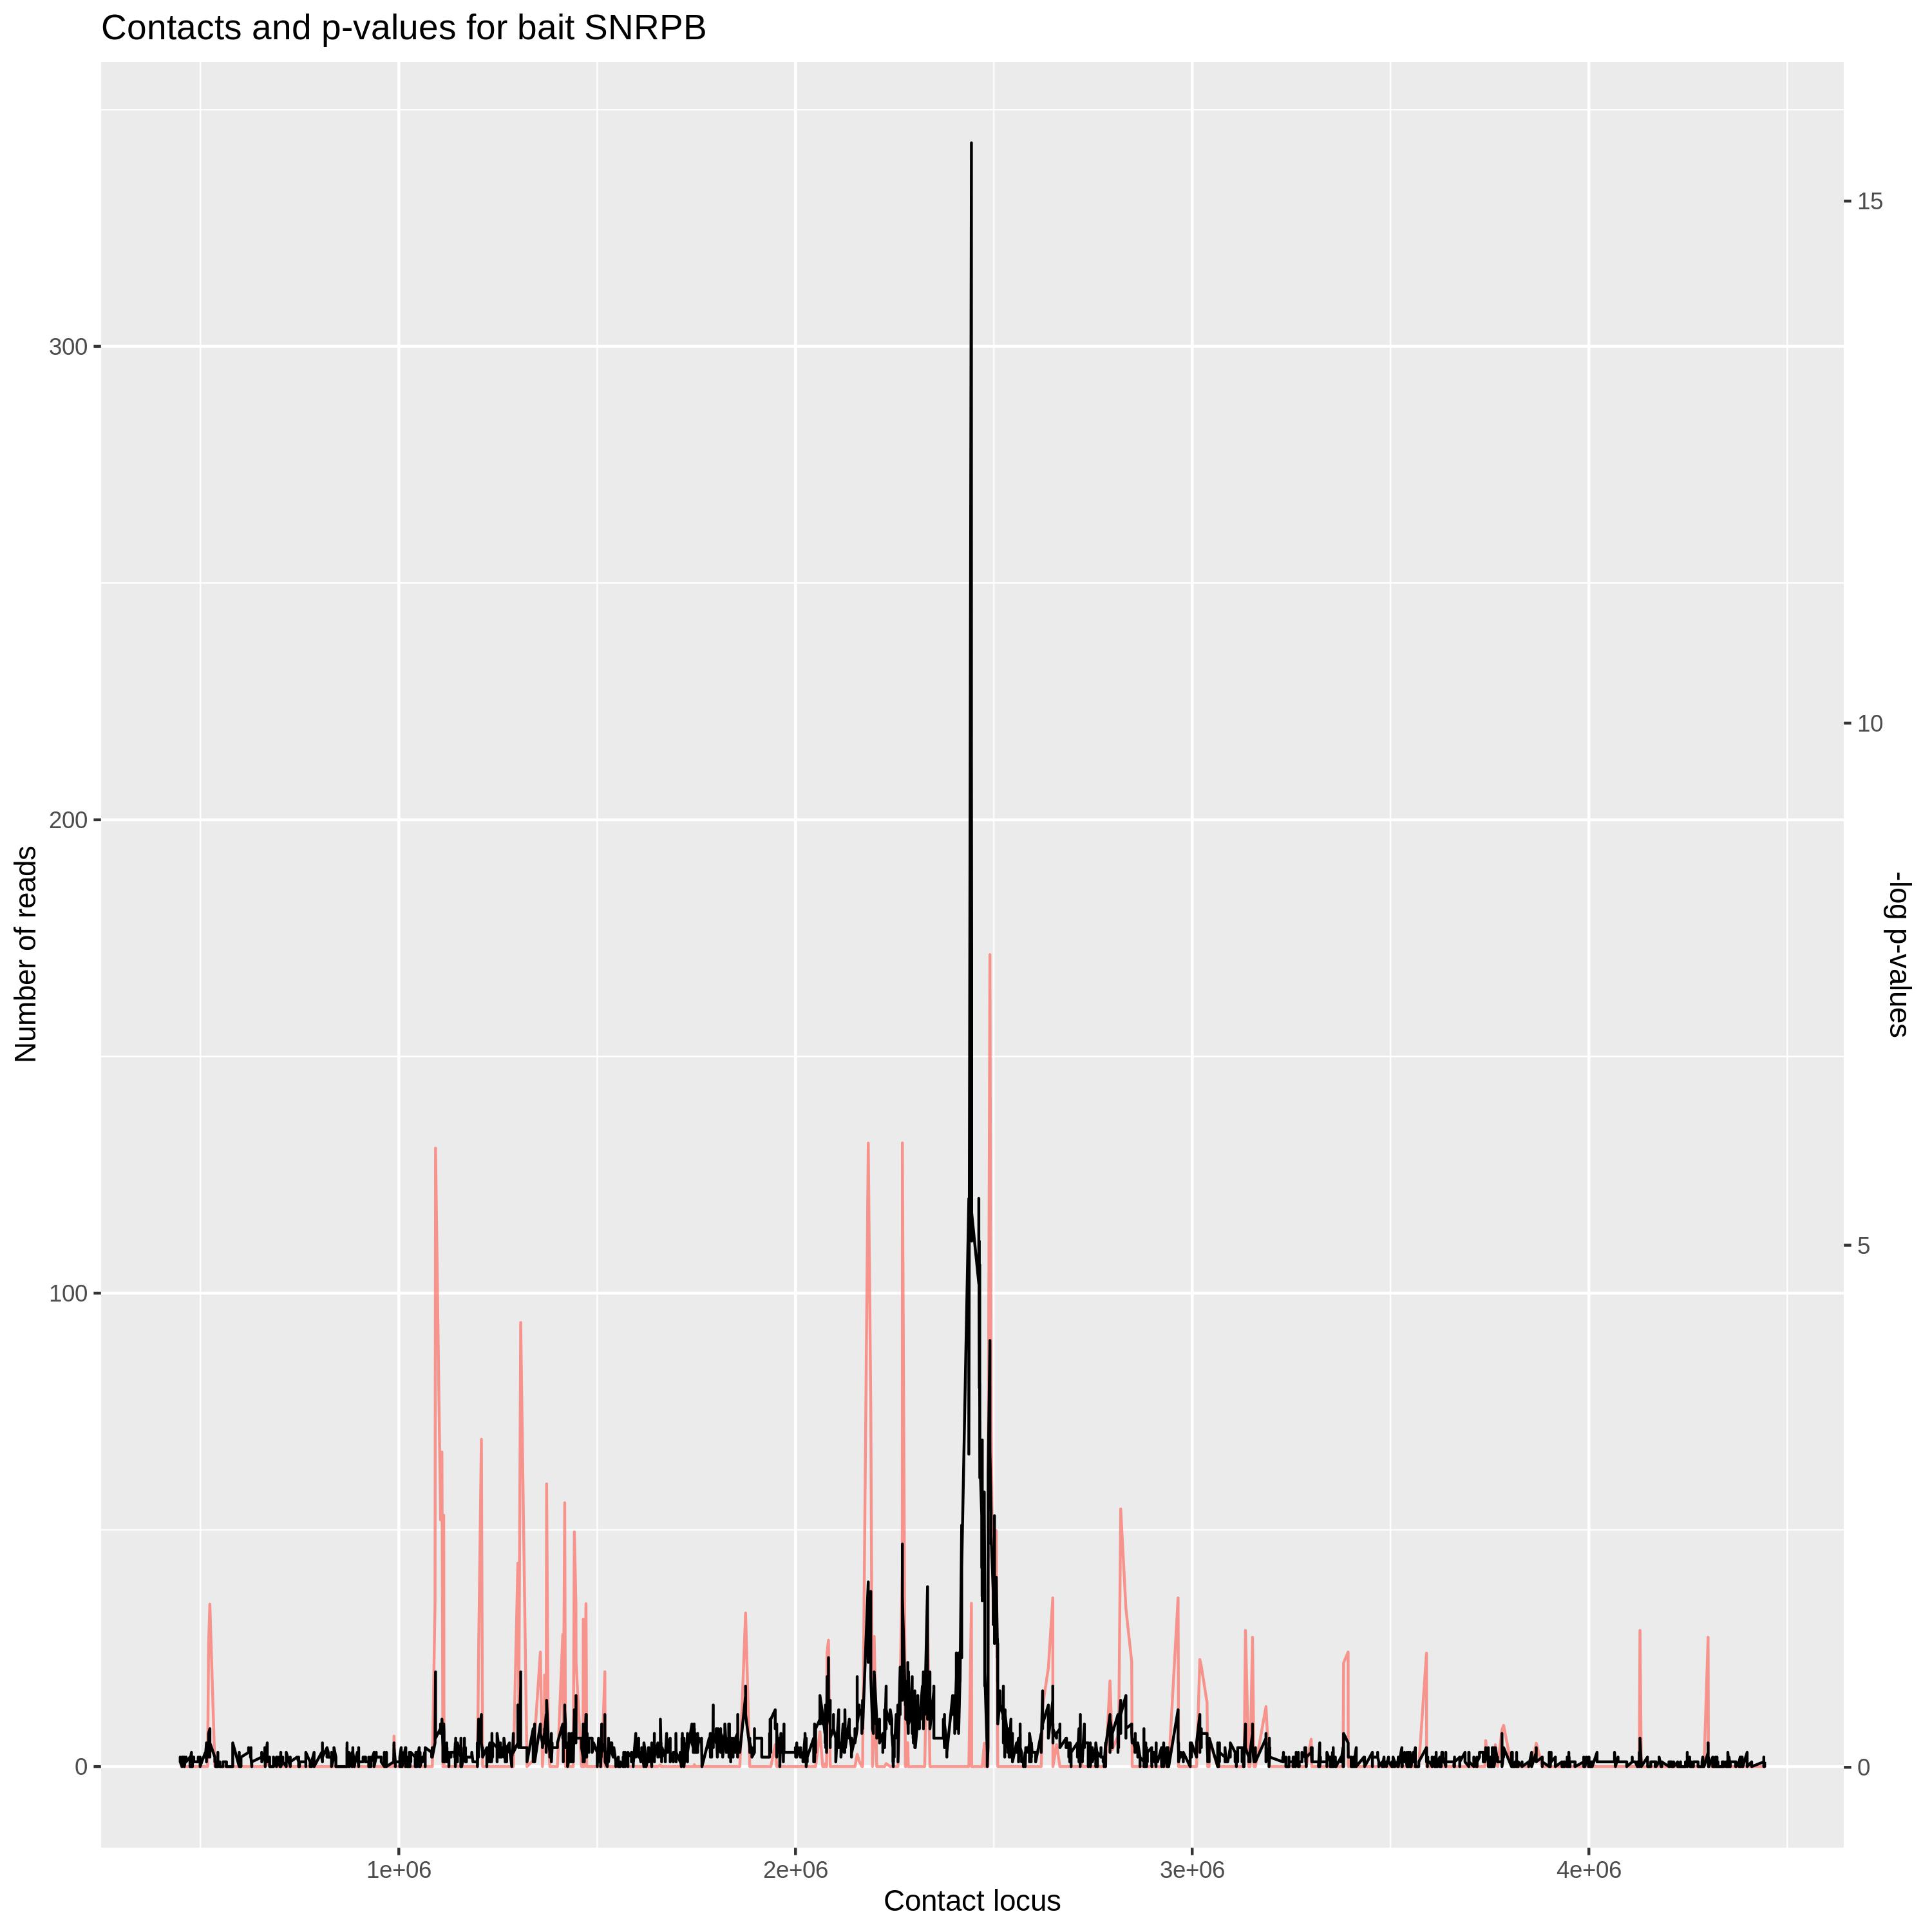 Contacts and p-values for bait SNRPB
Number of reads
300
200
100
0
15
10
5
0
-log p-values
1e+06
2e+06
3e+06
4e+06
Contact locus